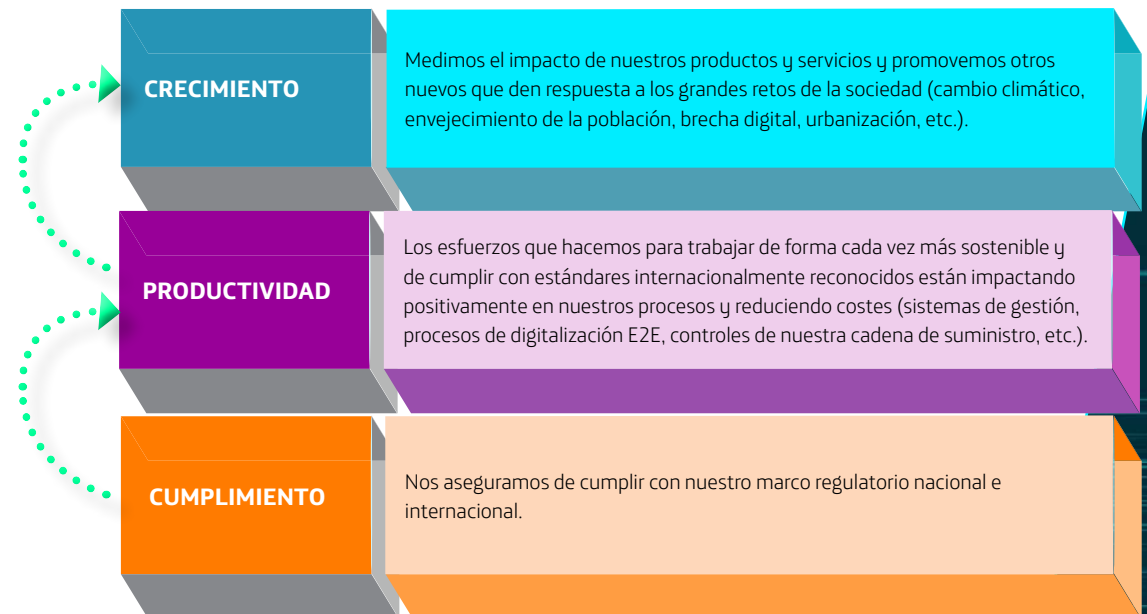 CRECIMIENTO
Medimos el impacto de nuestros productos y servicios y promovemos otros
nuevos que den respuesta a los grandes retos de la sociedad (cambio climático,
envejecimiento de la población, brecha digital, urbanización, etc.).
PRODUCTIVIDAD
Los esfuerzos que hacemos para trabajar de forma cada vez más sostenible y
de cumplir con estándares internacionalmente reconocidos están impactando
positivamente en nuestros procesos y reduciendo costes (sistemas de gestión,
procesos de digitalización E2E, controles de nuestra cadena de suministro, etc.).
CUMPLIMIENTO
Nos aseguramos de cumplir con nuestro marco regulatorio nacional e
internacional.